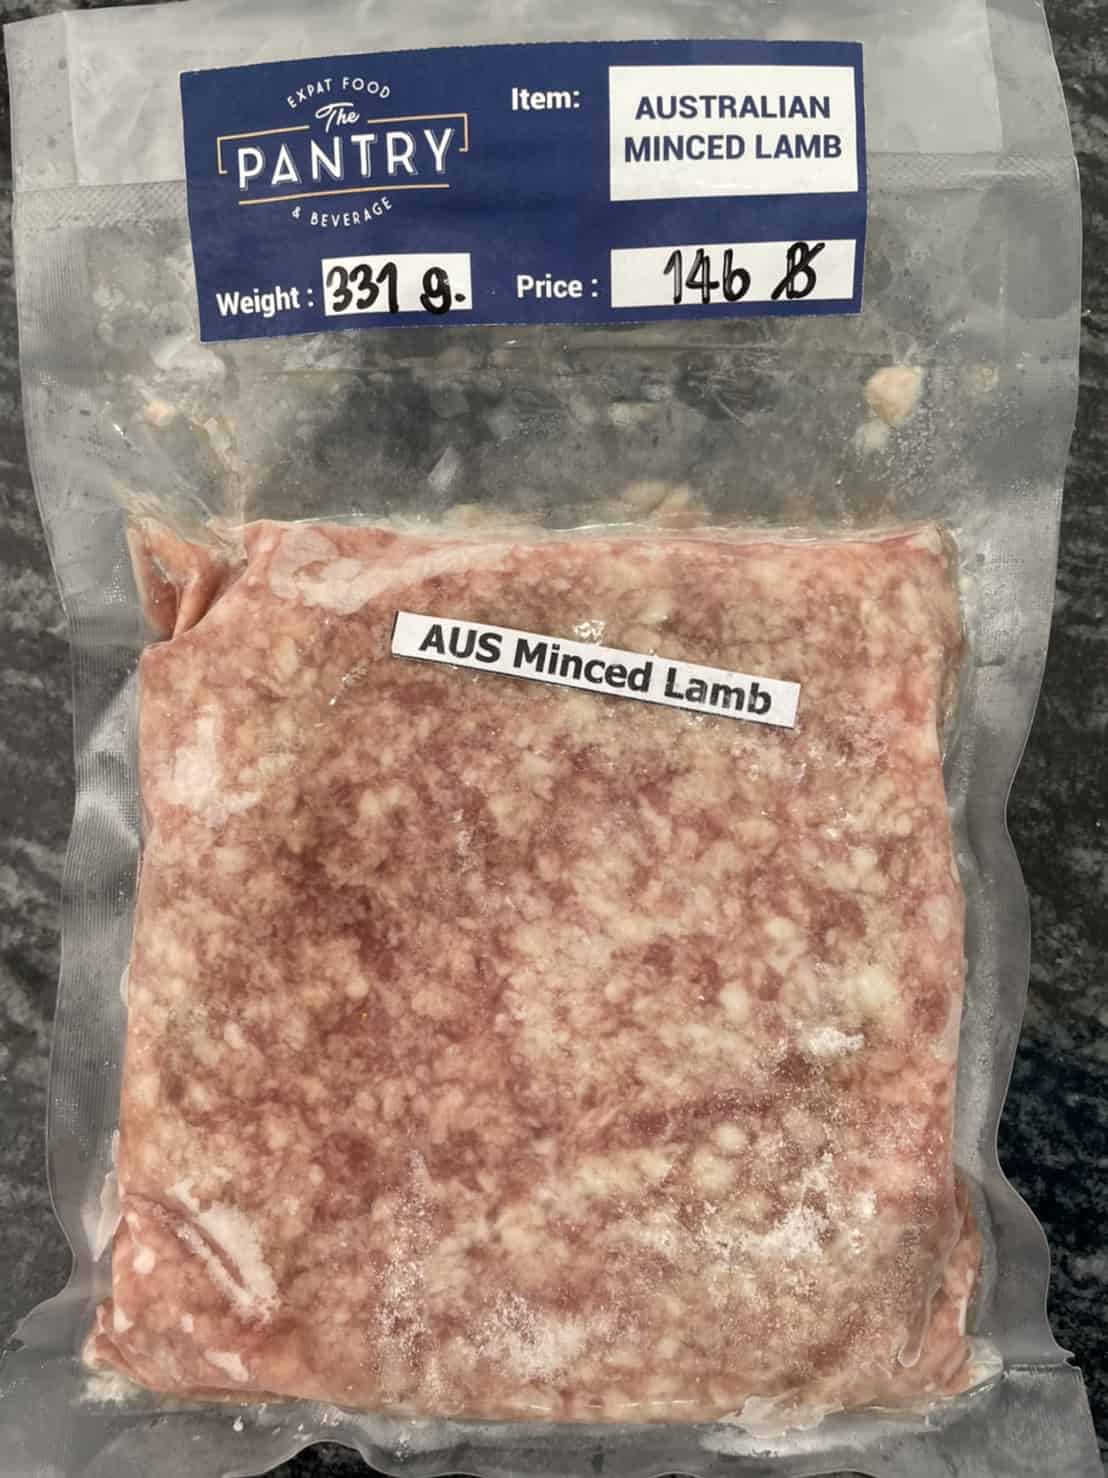 EXPAT FOOD
The
PANTRY
& BEVERAGE
Item:
AUSTRALIAN
MINCED LAMB
Weight :
331 g.
Price :
146 ฿
AUS Minced Lamb